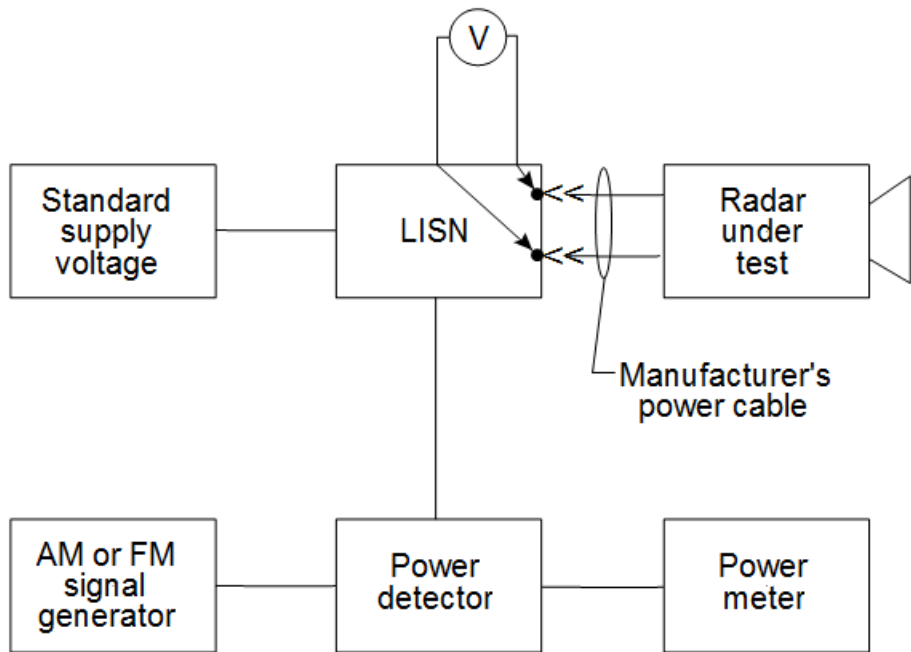 V
Standard
supply
voltage
LISN
Radar
under
test
Manufacturer's
power cable
AM or FM
signal
generator
Power
detector
Power
meter